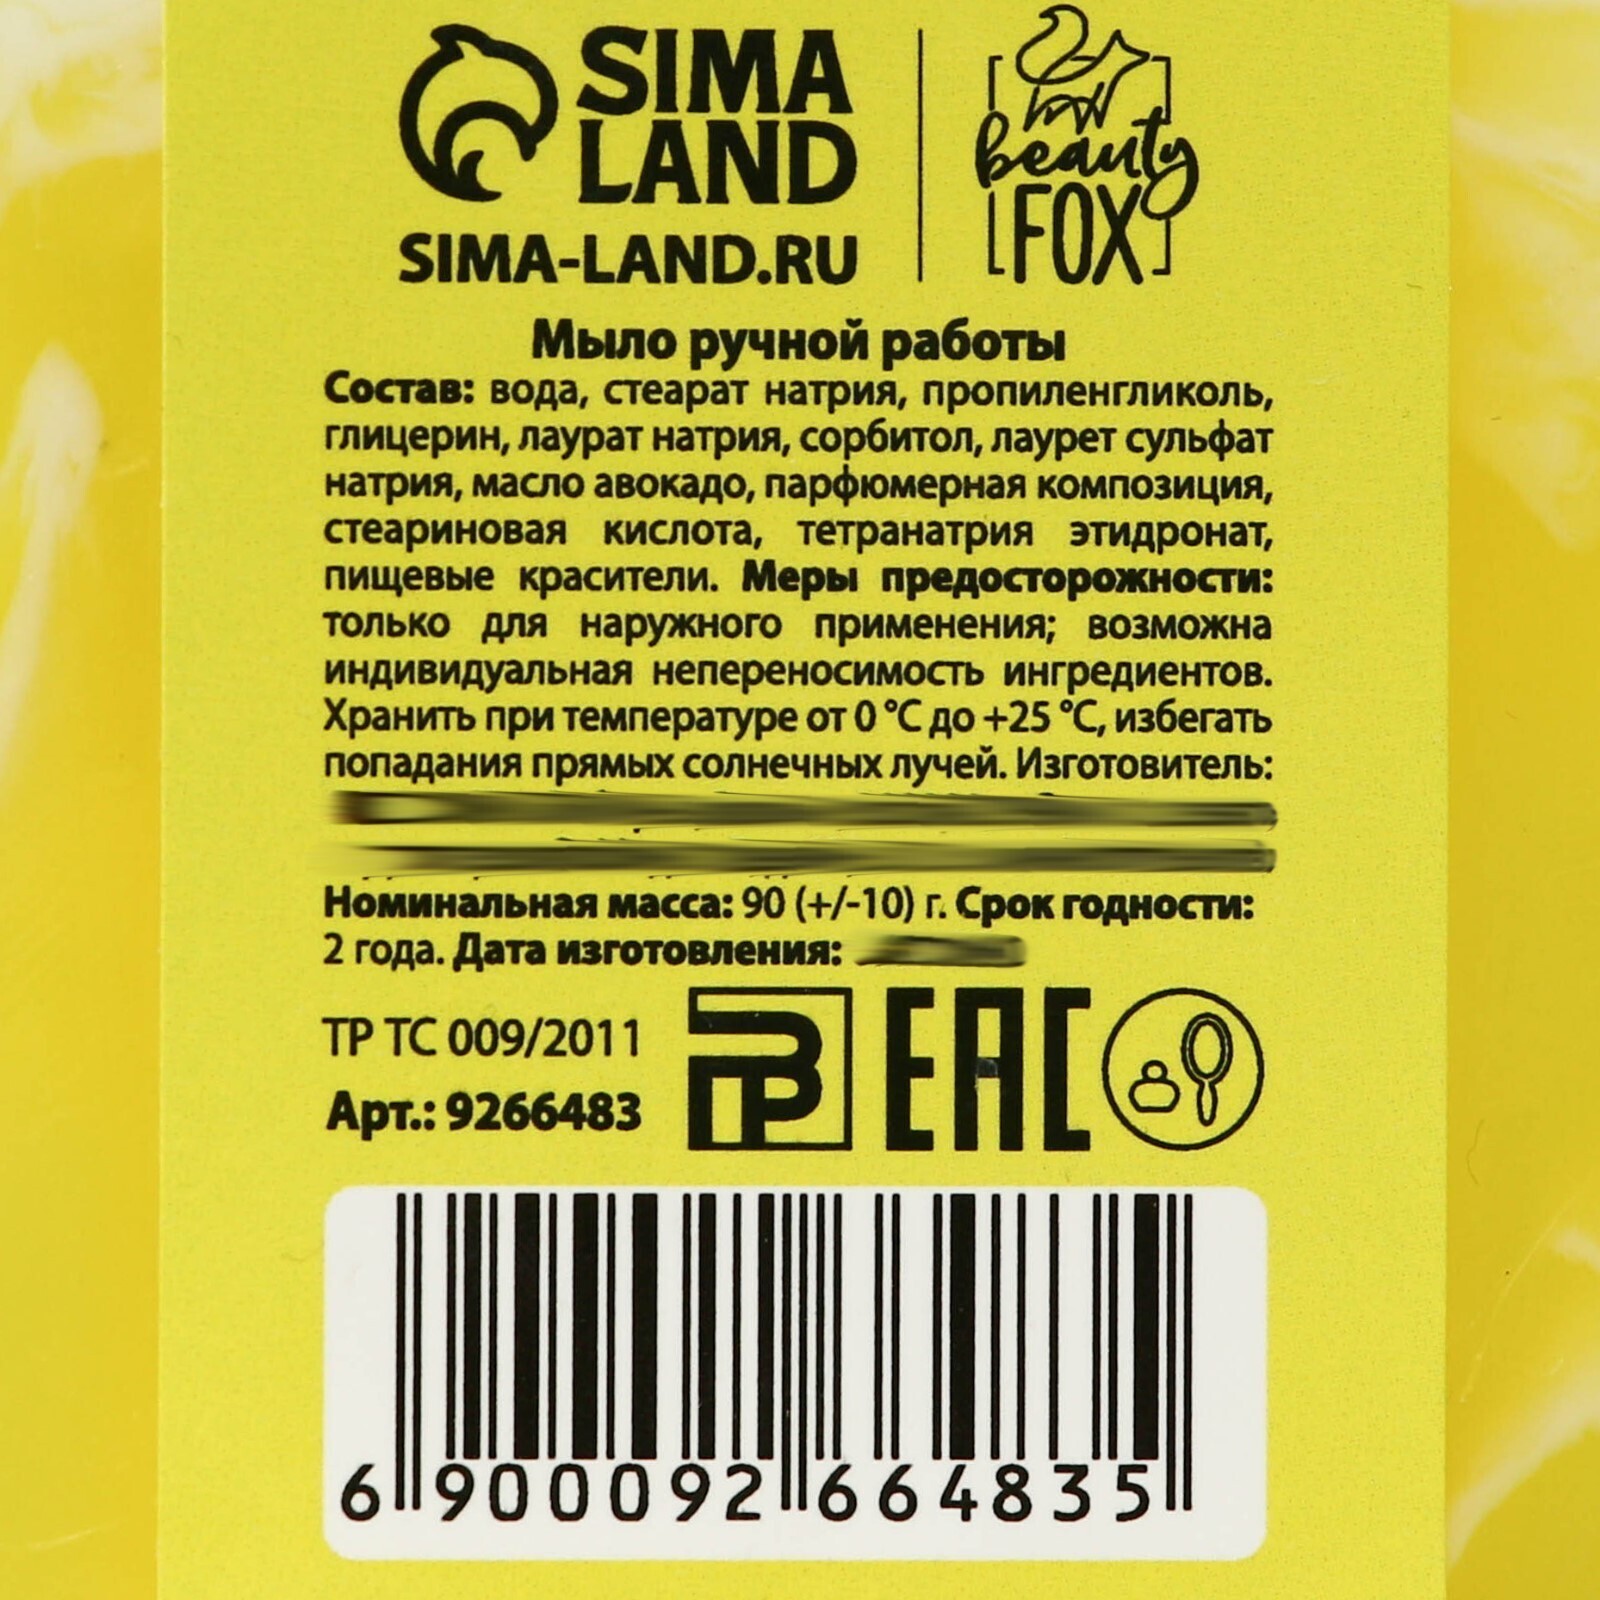 SIMA
LAND
SIMA-LAND.RU
beauty
FOX
Мыло ручной работы
Состав: вода, стеарат натрия, пропиленгликоль,
глицерин, лаурат натрия, сорбитол, лаурет сульфат
натрия, масло авокадо, парфюмерная композиция,
стеариновая кислота, тетранатрия этидронат,
пищевые красители. Меры предосторожности:
только для наружного применения; возможна
индивидуальная непереносимость ингредиентов.
Хранить при температуре от 0 °C до +25 °C, избегать
попадания прямых солнечных лучей. Изготовитель:
Номинальная масса: 90 (+/-10) г. Срок годности:
2 года. Дата изготовления:
ТР ТС 009/2011
Арт.: 9266483
EAC
6 900092 664835